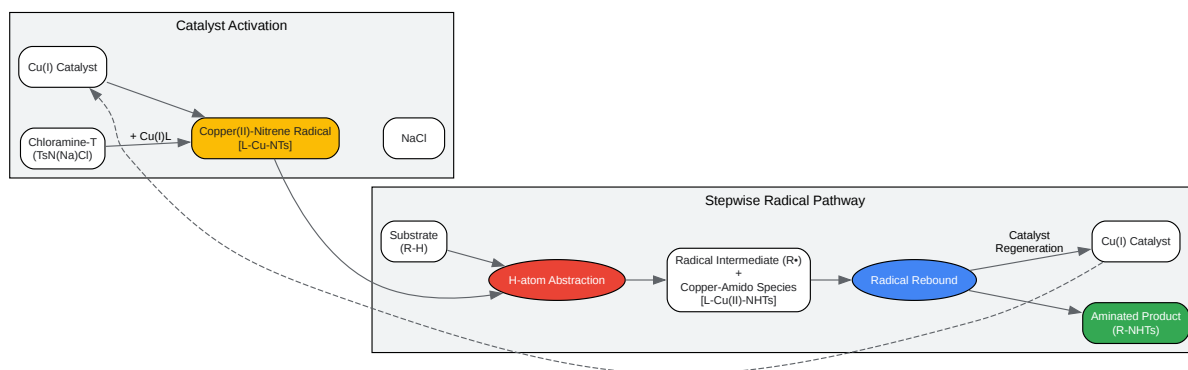 Catalyst Activation
Cu(I) Catalyst
Chloramine-T
(TsN(Na)Cl)
+ Cu(I)L
Copper(II)-Nitrene Radical
[L-Cu-NTs]
NaCl
Stepwise Radical Pathway
Substrate
(R-H)
H-atom Abstraction
Radical Intermediate (R•)
+
Copper-Amido Species
[L-Cu(II)-NHTs]
Radical Rebound
Catalyst
Regeneration
Cu(I) Catalyst
Aminated Product
(R-NHTs)